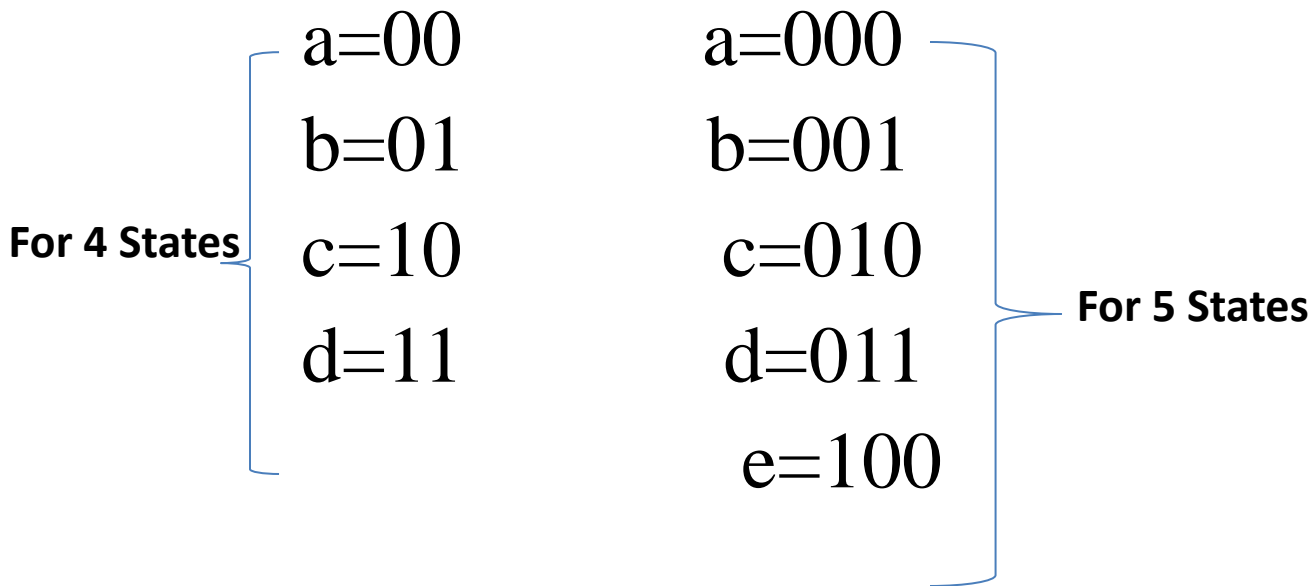 For 4 States
a=00
b=01
c=10
d=11
a=000
b=001
c=010
d=011
e=100
For 5 States